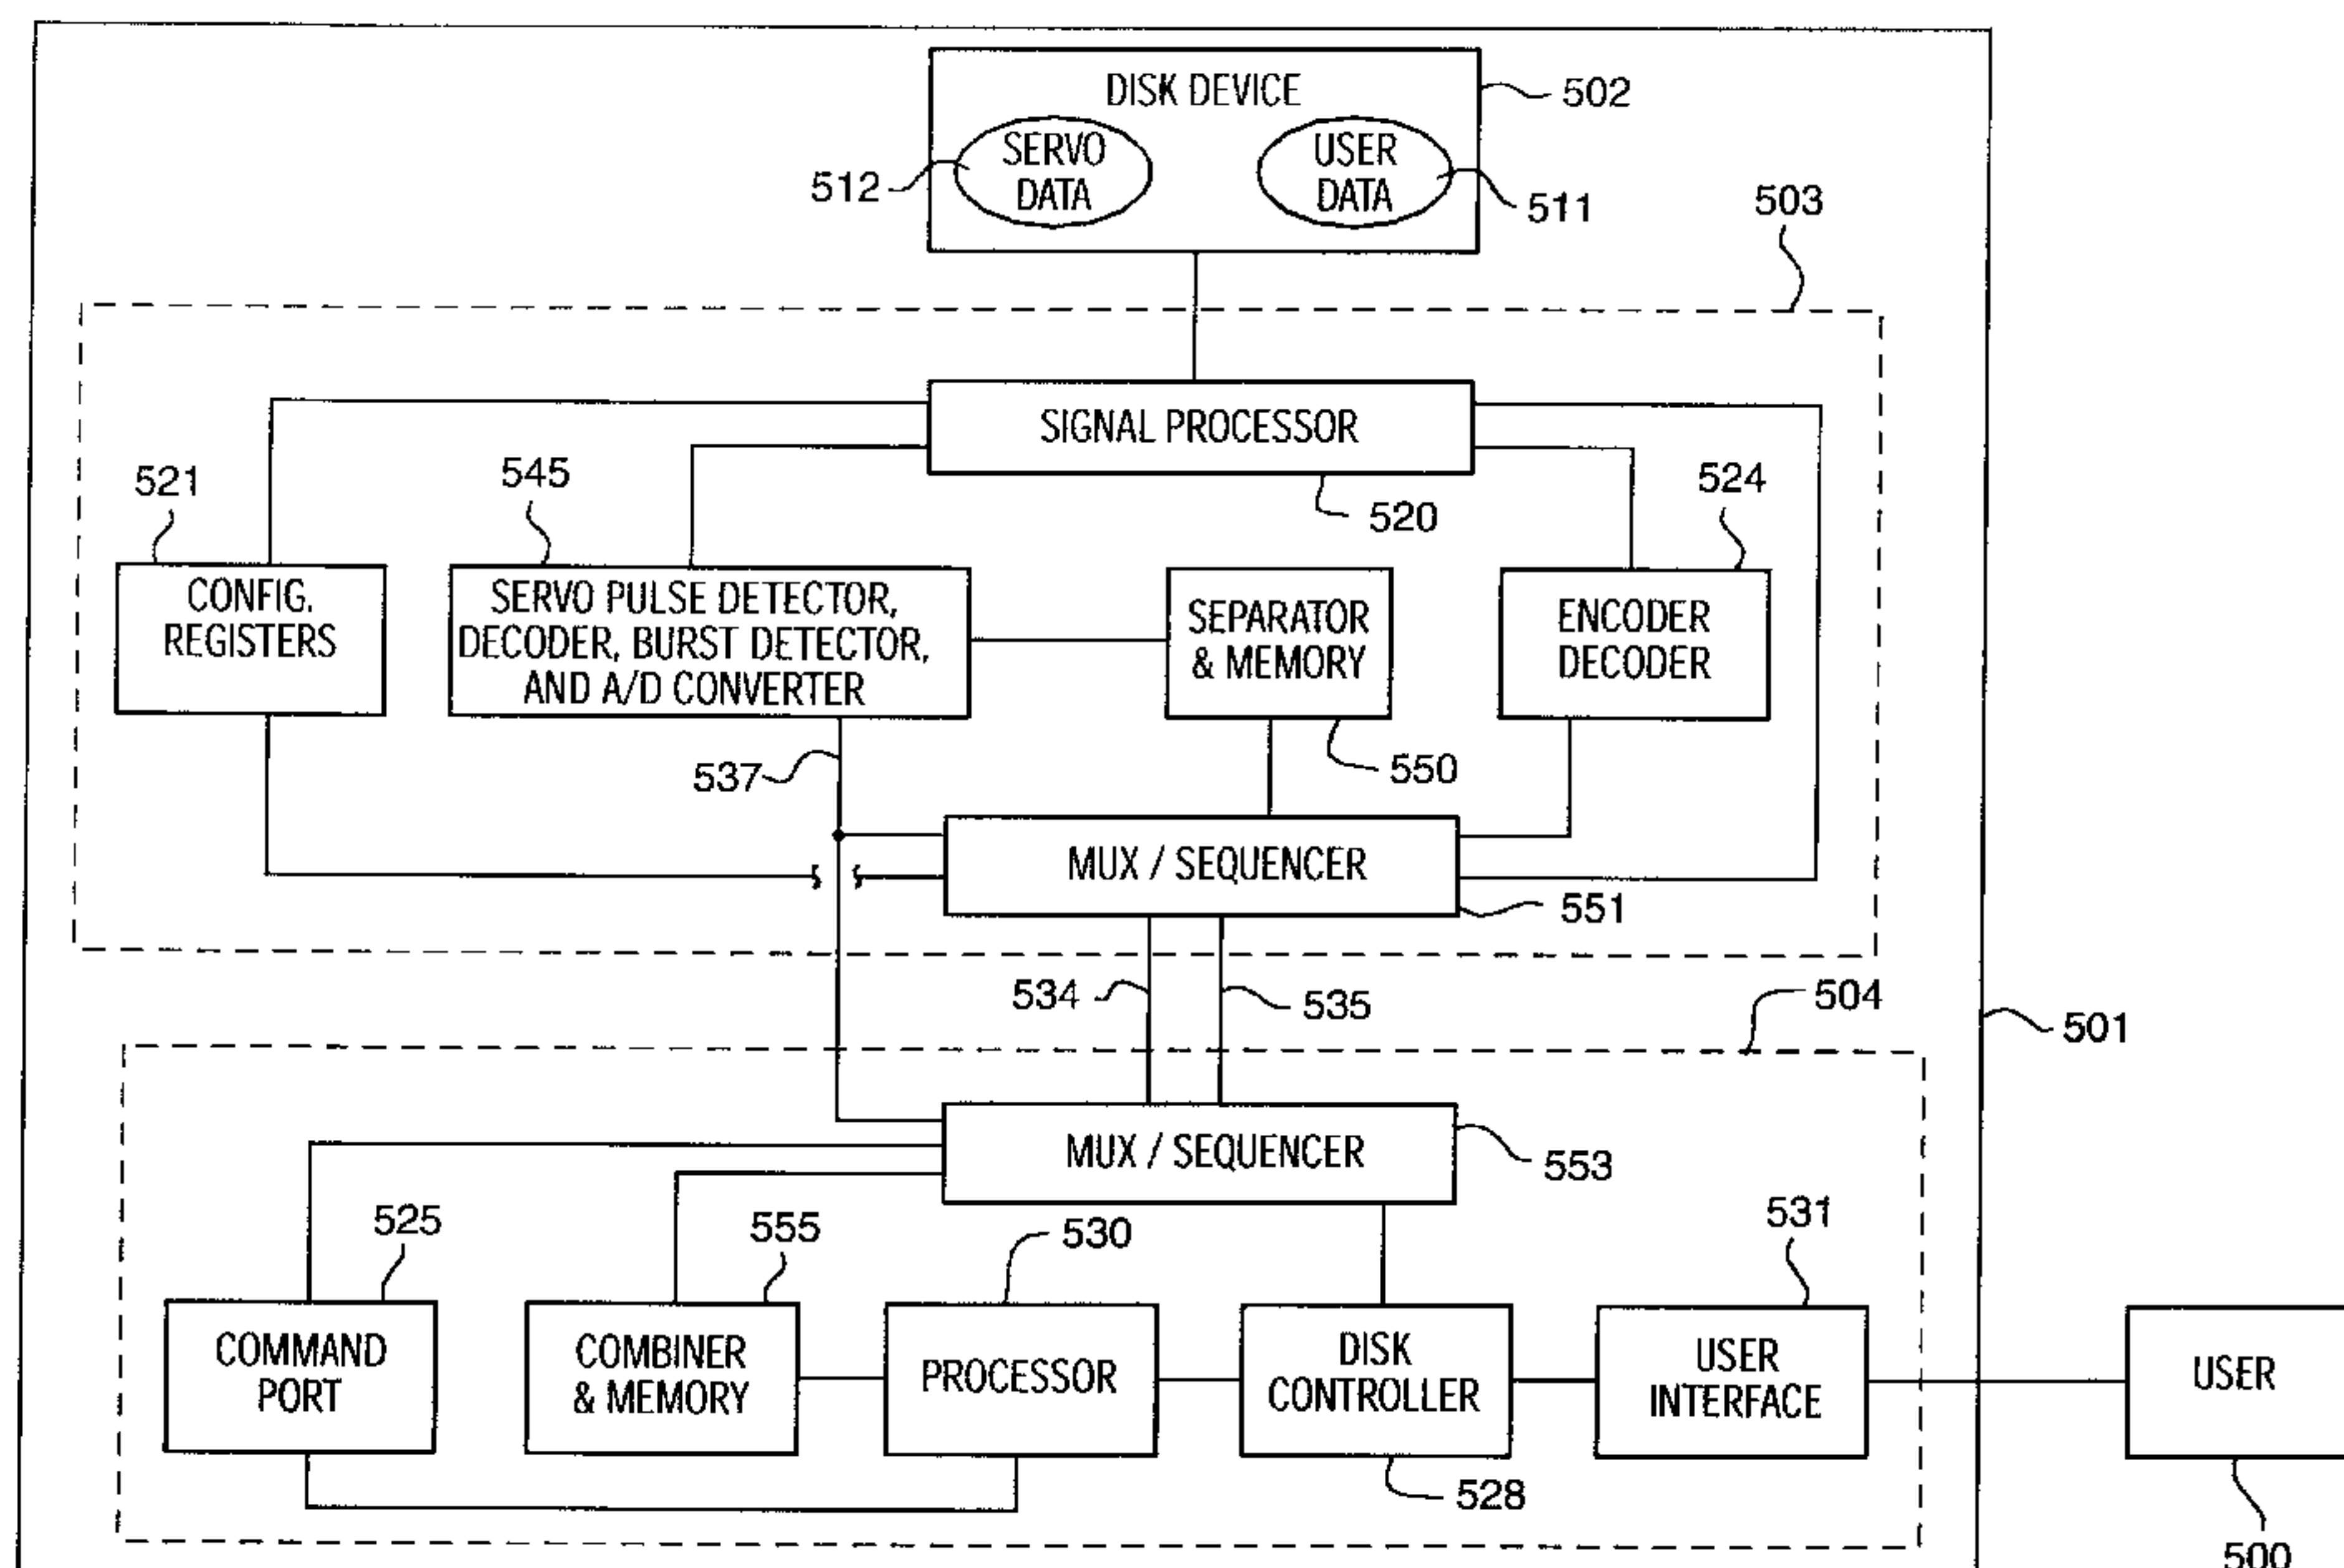 DISK DEVICE
502
SERVO
DATA
USER
DATA
512
511
503
SIGNAL PROCESSOR
520
521
545
524
CONFIG.
REGISTERS
SERVO PULSE DETECTOR,
DECODER, BURST DETECTOR,
AND A/D CONVERTER
SEPARATOR
& MEMORY
ENCODER
DECODER
537
550
MUX / SEQUENCER
551
534
535
504
501
MUX / SEQUENCER
553
525
555
530
531
COMMAND
PORT
COMBINER
& MEMORY
PROCESSOR
DISK
CONTROLLER
USER
INTERFACE
USER
528
500